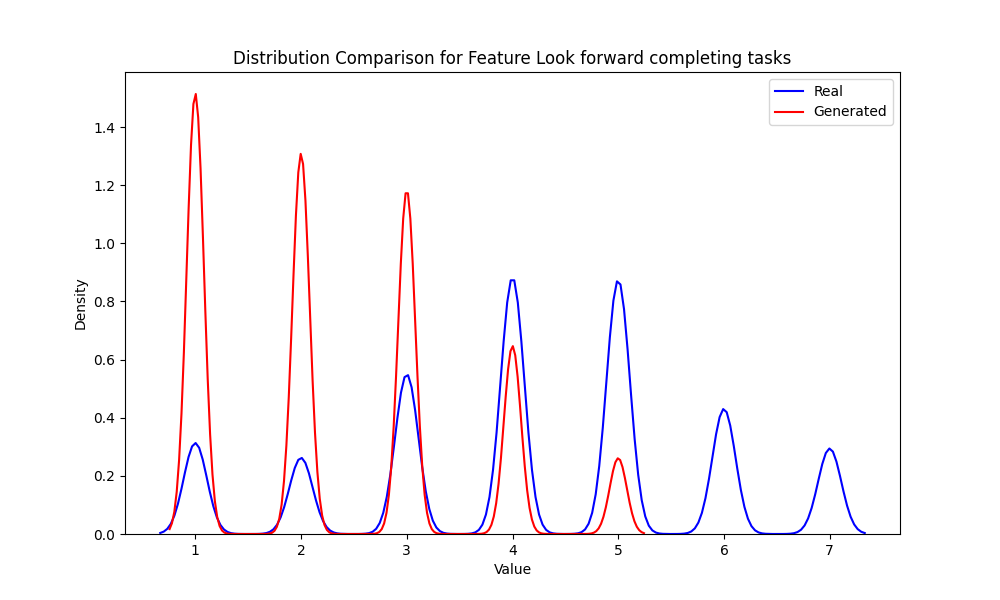 Distribution Comparison for Feature Look forward completing tasks
Real
Generated
Density
1.4
1.2
1.0
0.8
0.6
0.4
0.2
0.0
1 2 3 4 5 6 7
Value